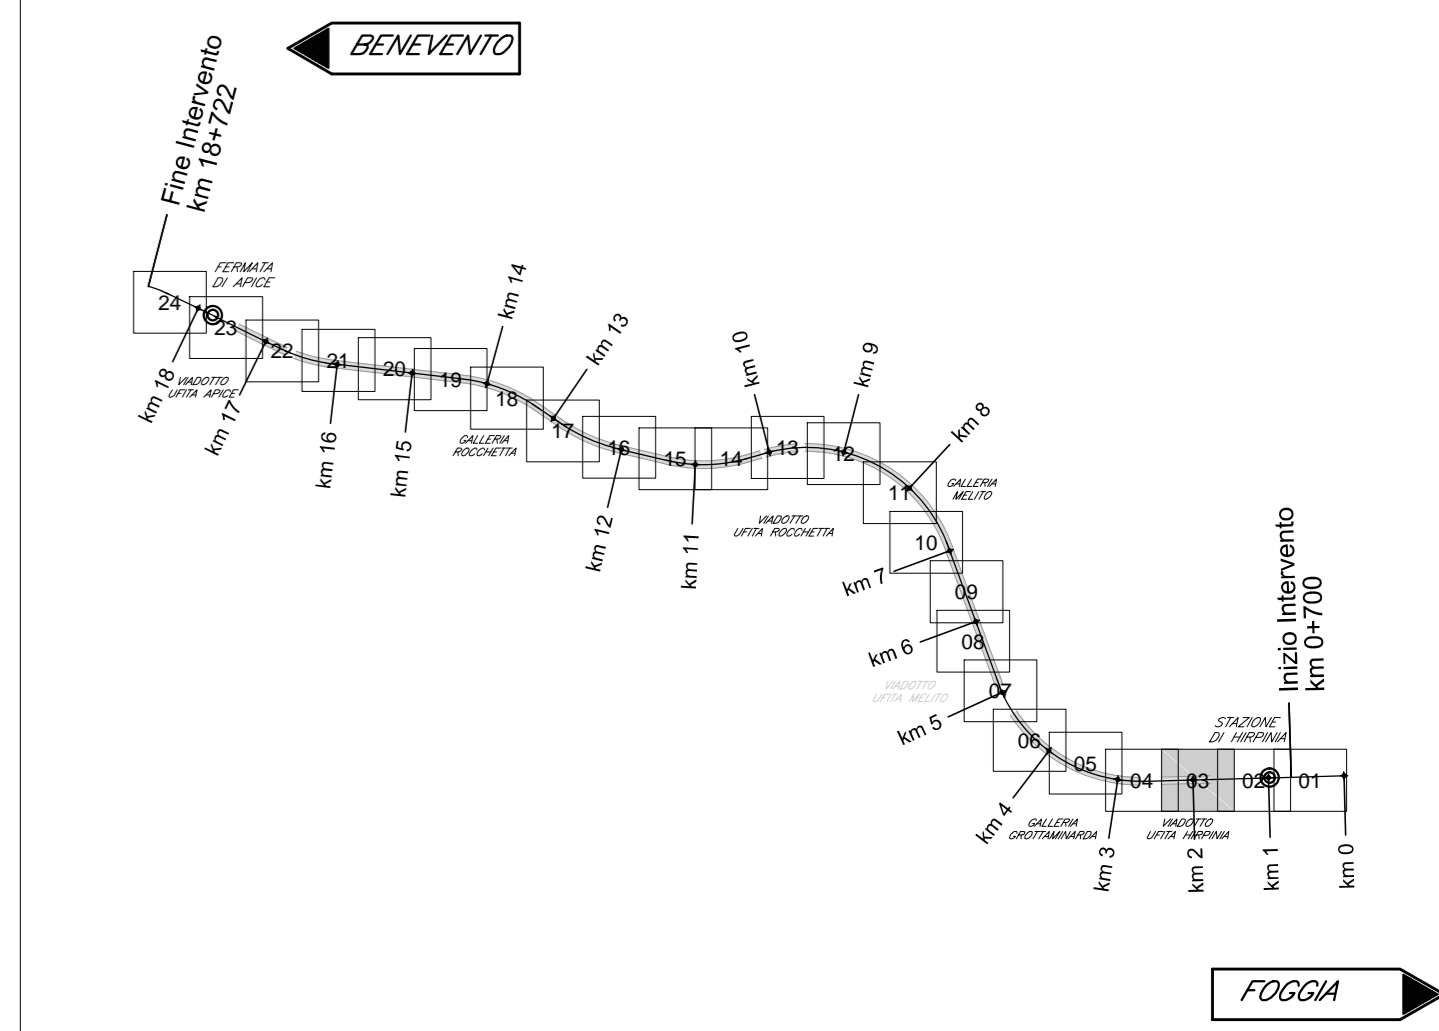 BENEVENTO
Fine Intervento
km 18+722
FERMATA
DI APICE
24
23
22
21
20
19
18
17
16
15
14
13
12
11
10
09
08
07
06
05
04
03
02
01
km 18
VIADOTTO
UFITA APICE
km 17
km 16
km 15
km 14
GALLERIA
ROCCHETTA
km 13
km 12
km 11
km 10
VIADOTTO
UFITA ROCCHETTA
km 9
km 8
GALLERIA
MELITO
km 7
km 6
VIADOTTO
UFITA MELITO
km 5
km 4
GALLERIA
GROTTAMINARDA
km 3
VIADOTTO
UFITA HIRPINIA
km 2
STAZIONE
DI HIRPINIA
km 1
Inizio Intervento
km 0+700
km 0
FOGGIA